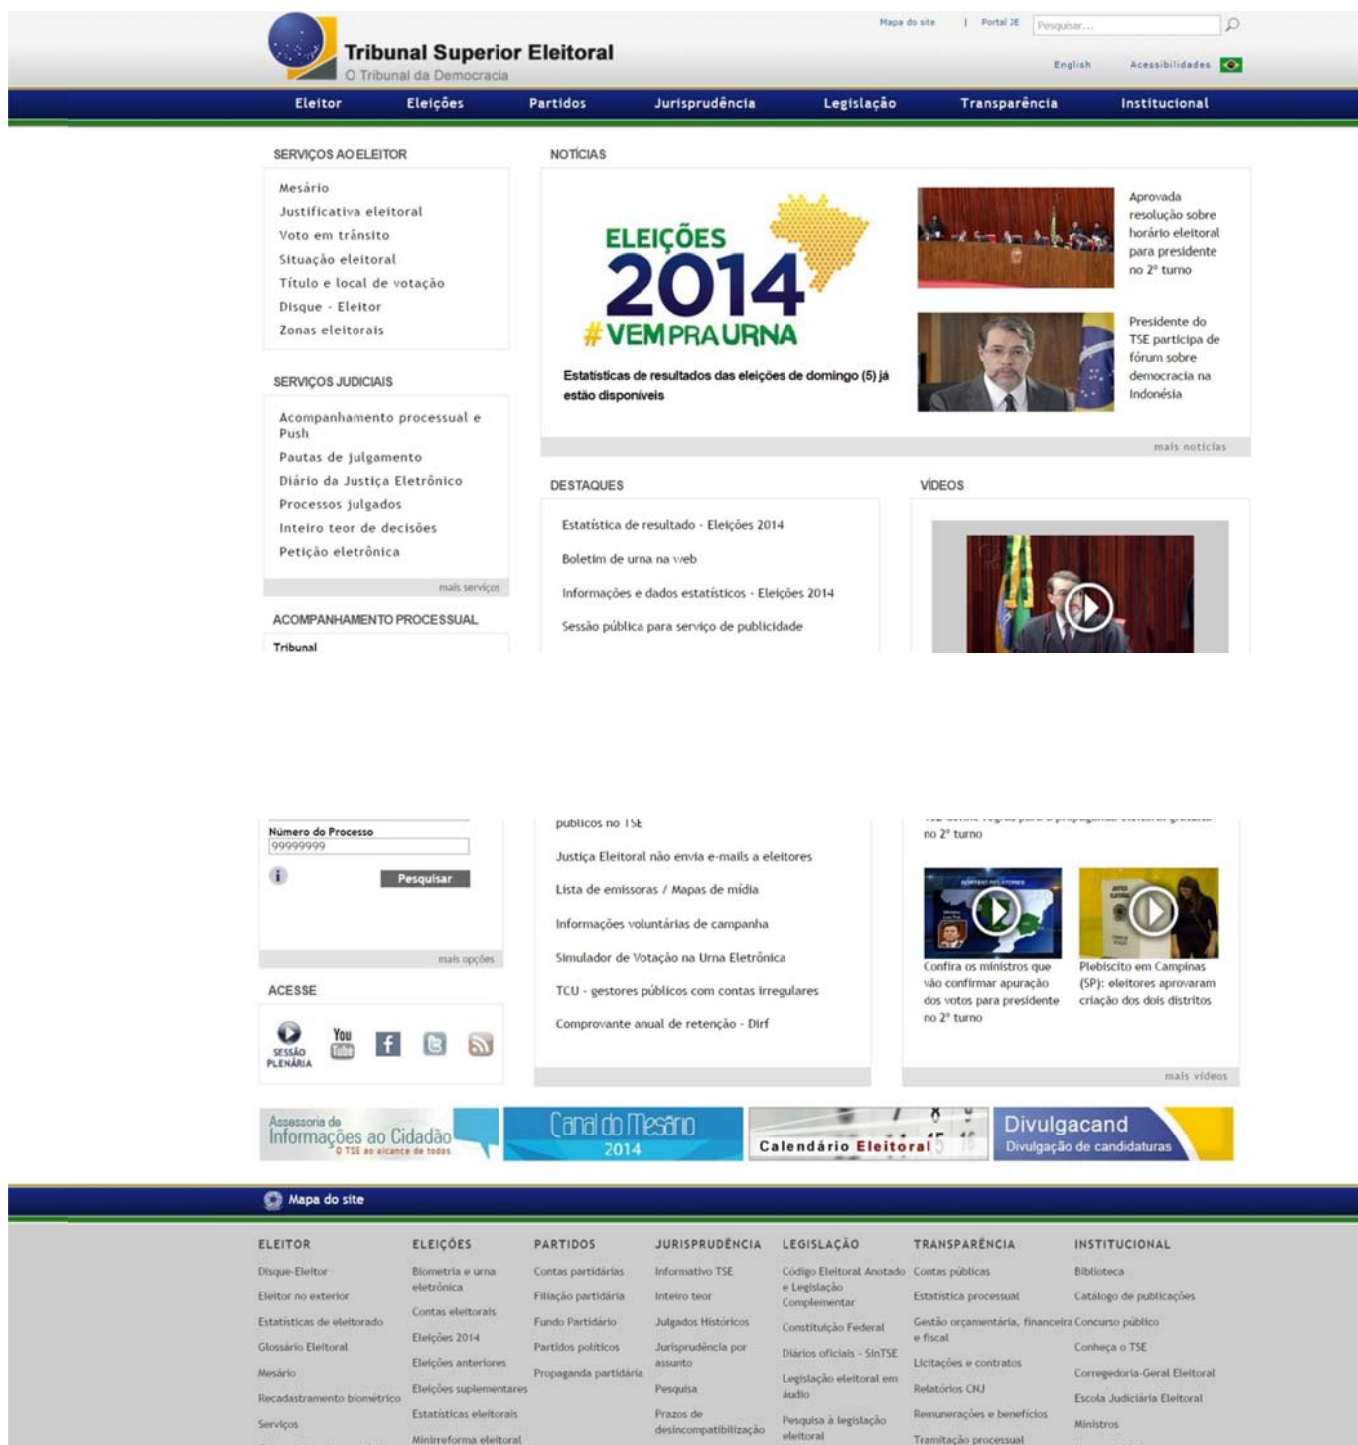 Mapa do site | Portal JE Pesquisar...
Tribunal Superior Eleitoral
O Tribunal da Democracia
English Acessibilidades
Eleitor Eleições Partidos Jurisprudência Legislação Transparência Institucional
SERVIÇOS AO ELEITOR
Mesário
Justificativa eleitoral
Voto em trânsito
Situação eleitoral
Título e local de votação
Disque - Eleitor
Zonas eleitorais
SERVIÇOS JUDICIAIS
Acompanhamento processual e
Push
Pautas de julgamento
Diário da Justiça Eletrônico
Processos julgados
Inteiro teor de decisões
Petição eletrônica
mais serviços
ACOMPANHAMENTO PROCESSUAL
Tribunal
NOTÍCIAS
ELEIÇÕES
2014
#VEM PRA URNA
Estatísticas de resultados das eleições de domingo (5) já
estão disponíveis
Aprovada
resolução sobre
horário eleitoral
para presidente
no 2º turno
Presidente do
TSE participa de
fórum sobre
democracia na
Indonésia
mais notícias
DESTAQUES
Estatística de resultado - Eleições 2014
Boletim de urna na web
Informações e dados estatísticos - Eleições 2014
Sessão pública para serviço de publicidade
VÍDEOS
Número do Processo
99999999
Pesquisar
mais opções
ACESSE
SESSÃO
PLENÁRIA
You
Tube
públicos no TSE
Justiça Eleitoral não envia e-mails a eleitores
Lista de emissoras / Mapas de mídia
Informações voluntárias de campanha
Simulador de Votação na Urna Eletrônica
TCU - gestores públicos com contas irregulares
Comprovante anual de retenção - Dirf
no 2º turno
SORTEIO RELATORES
Confira os ministros que
vão confirmar apuração
dos votos para presidente
no 2º turno
Plebiscito em Campinas
(SP): eleitores aprovaram
criação dos dois distritos
mais vídeos
Assessoria de
Informações ao Cidadão
O TSE ao alcance de todos
Canal do Mesário
2014
Calendário Eleitoral
Divulgacand
Divulgação de candidaturas
Mapa do site
ELEITOR
Disque-Eleitor
Eleitor no exterior
Estatísticas de eleitorado
Glossário Eleitoral
Mesário
Recadastramento biométrico
Serviços
ELEIÇÕES
Biometria e urna
eletrônica
Contas eleitorais
Eleições 2014
Eleições anteriores
Eleições suplementares
Estatísticas eleitorais
Minirreforma eleitoral
PARTIDOS
Contas partidárias
Filiação partidária
Fundo Partidário
Partidos políticos
Propaganda partidária
JURISPRUDÊNCIA
Informativo TSE
Inteiro teor
Julgados Históricos
Jurisprudência por
assunto
Pesquisa
Prazos de
desincompatibilização
LEGISLAÇÃO
Código Eleitoral Anotado
e Legislação
Complementar
Constituição Federal
Diários oficiais - SinTSE
Legislação eleitoral em
áudio
Pesquisa à legislação
eleitoral
TRANSPARÊNCIA
Contas públicas
Estatística processual
Gestão orçamentária, financeira
e fiscal
Licitações e contratos
Relatórios CNJ
Remunerações e benefícios
Tramitação processual
INSTITUCIONAL
Biblioteca
Catálogo de publicações
Concurso público
Conheça o TSE
Corregedoria-Geral Eleitoral
Escola Judiciária Eleitoral
Ministros